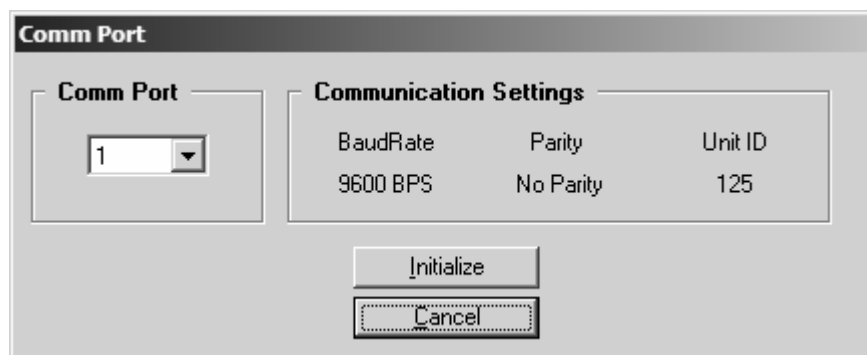 Comm Port
Comm Port
1
Communication Settings
BaudRate Parity Unit ID
9600 BPS No Parity 125
Initialize
Cancel